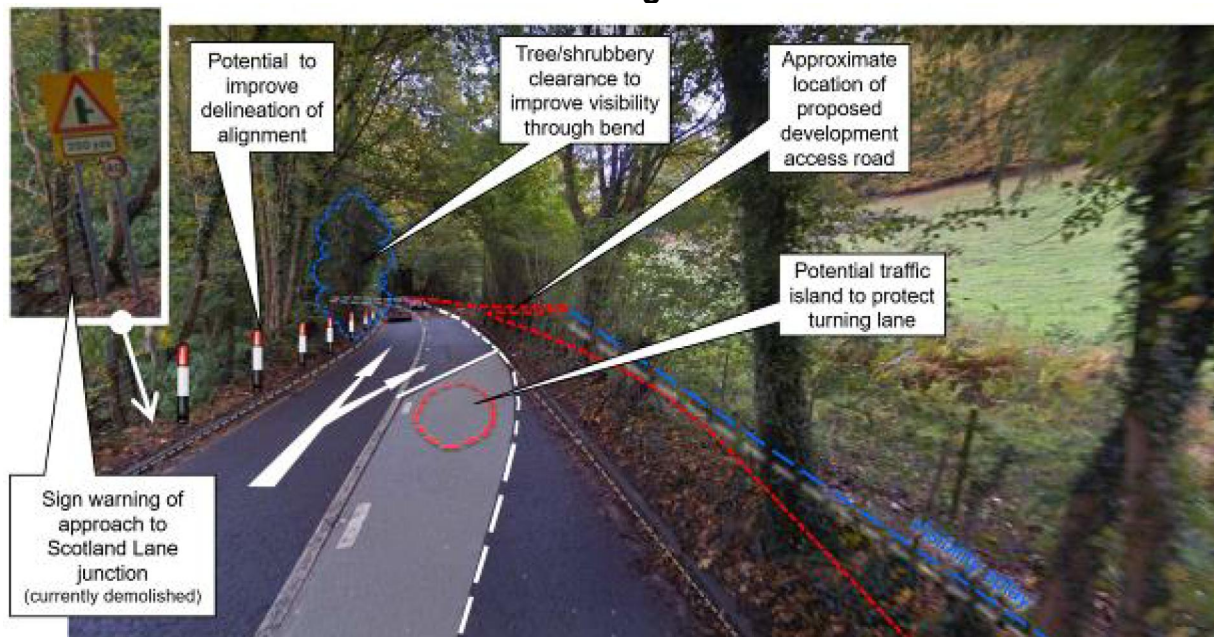 Potential to
improve
delineation of
alignment
Tree/shrubbery
clearance to
improve visibility
through bend
Approximate
location of
proposed
development
access road
Potential traffic
island to protect
turning lane
Sign warning of
approach to
Scotland Lane
junction
(currently demolished)
visibility splay